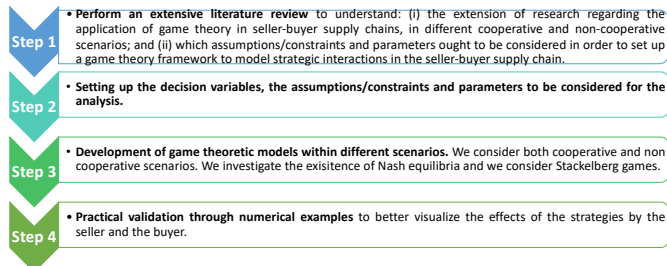 Step 1
• Perform an extensive literature review to understand: (i) the extension of research regarding the
application of game theory in seller-buyer supply chains, in different cooperative and non-cooperative
scenarios; and (ii) which assumptions/constraints and parameters ought to be considered in order to set up
a game theory framework to model strategic interactions in the seller-buyer supply chain.
Step 2
• Setting up the decision variables, the assumptions/constraints and parameters to be considered for the
analysis.
Step 3
• Development of game theoretic models within different scenarios. We consider both cooperative and non
cooperative scenarios. We investigate the exisitence of Nash equilibria and we consider Stackelberg games.
Step 4
• Practical validation through numerical examples to better visualize the effects of the strategies by the
seller and the buyer.